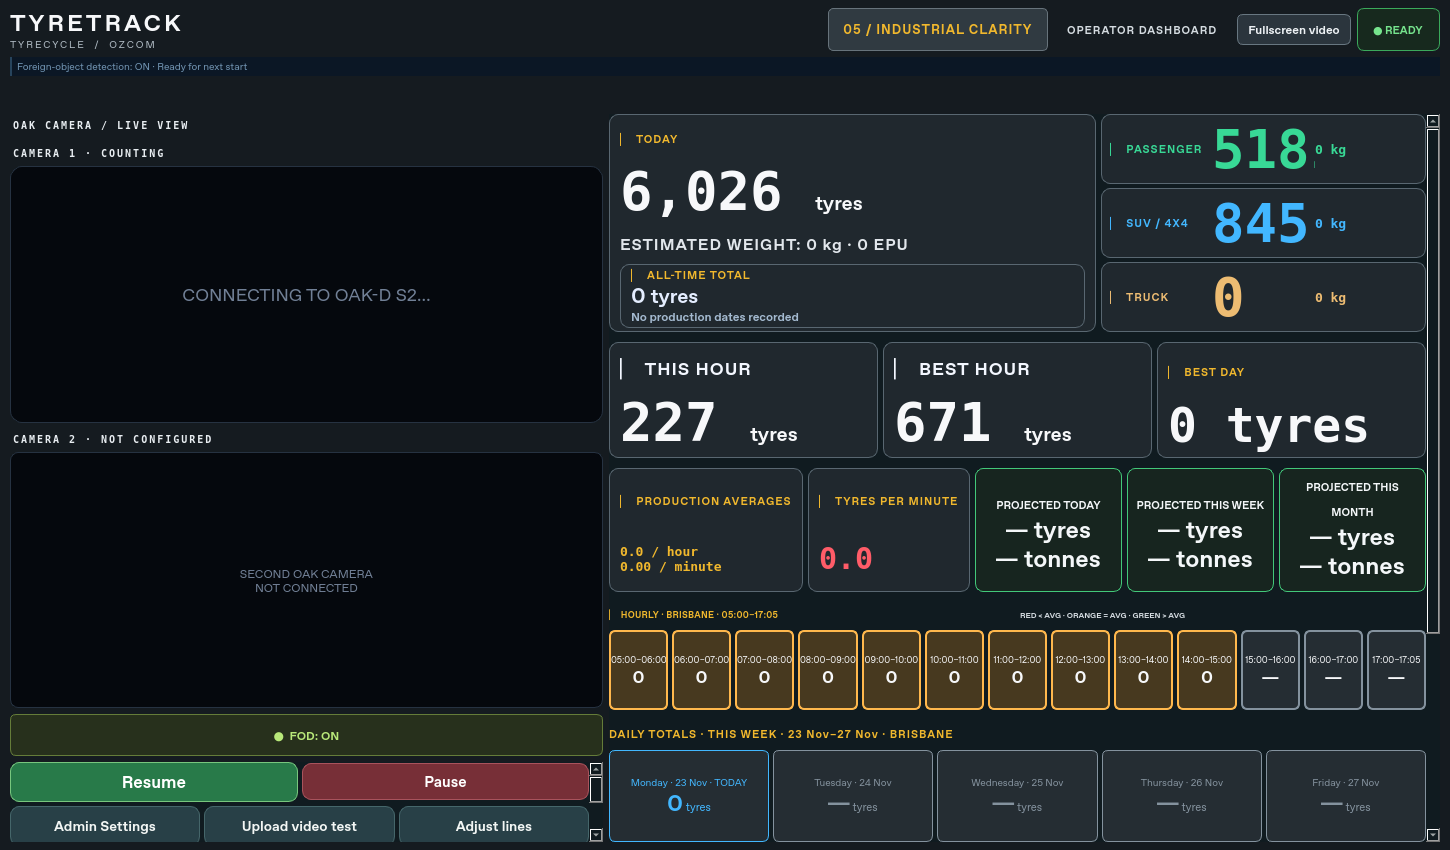 TYRETRACK
TYRECYCLE / OZCOM
05 / INDUSTRIAL CLARITY
OPERATOR DASHBOARD
Fullscreen video
READY
Foreign-object detection: ON · Ready for next start
OAK CAMERA / LIVE VIEW
CAMERA 1 · COUNTING
CONNECTING TO OAK-D S2...
CAMERA 2 · NOT CONFIGURED
SECOND OAK CAMERA
NOT CONNECTED
FOD: ON
Resume
Pause
Admin Settings
Upload video test
Adjust lines
TODAY
6,026 tyres
ESTIMATED WEIGHT: 0 kg · 0 EPU
ALL-TIME TOTAL
0 tyres
No production dates recorded
PASSENGER 518 0 kg
SUV / 4X4 845 0 kg
TRUCK 0 0 kg
THIS HOUR
227 tyres
BEST HOUR
671 tyres
BEST DAY
0 tyres
PRODUCTION AVERAGES
0.0 / hour
0.00 / minute
TYRES PER MINUTE
0.0
PROJECTED TODAY
— tyres
— tonnes
PROJECTED THIS WEEK
— tyres
— tonnes
PROJECTED THIS
MONTH
— tyres
— tonnes
HOURLY · BRISBANE · 05:00–17:05
RED < AVG · ORANGE = AVG · GREEN > AVG
05:00–06:00
0
06:00–07:00
0
07:00–08:00
0
08:00–09:00
0
09:00–10:00
0
10:00–11:00
0
11:00–12:00
0
12:00–13:00
0
13:00–14:00
0
14:00–15:00
0
15:00–16:00
—
16:00–17:00
—
17:00–17:05
—
DAILY TOTALS · THIS WEEK · 23 Nov–27 Nov · BRISBANE
Monday · 23 Nov · TODAY
0 tyres
Tuesday · 24 Nov
— tyres
Wednesday · 25 Nov
— tyres
Thursday · 26 Nov
— tyres
Friday · 27 Nov
— tyres